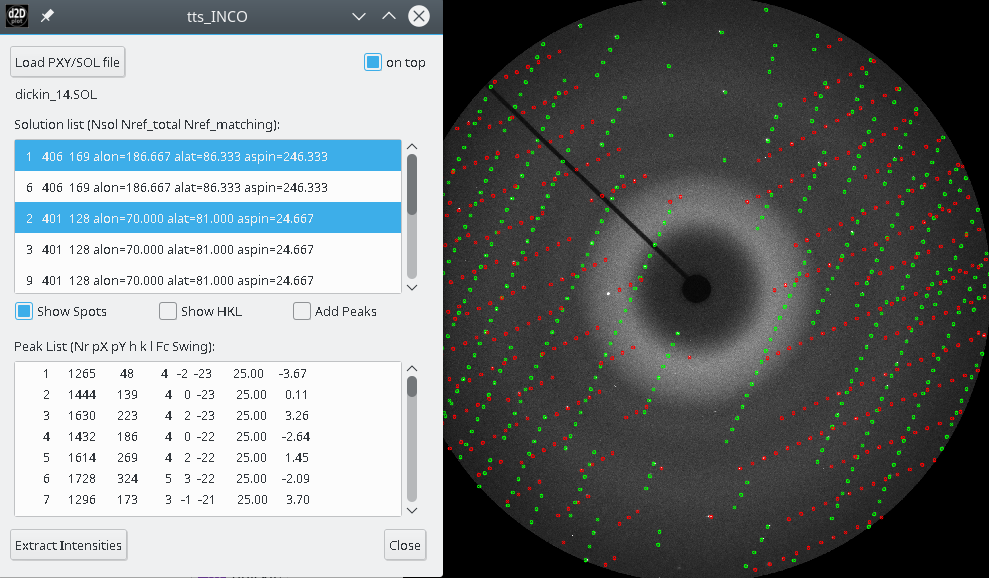 d2D plot tts_INCO
Load PXY/SOL file on top
dickin_14.SOL
Solution list (Nsol Nref_total Nref_matching):
1 406 169 alon=186.667 alat=86.333 aspin=246.333
6 406 169 alon=186.667 alat=86.333 aspin=246.333
2 401 128 alon=70.000 alat=81.000 aspin=24.667
3 401 128 alon=70.000 alat=81.000 aspin=24.667
9 401 128 alon=70.000 alat=81.000 aspin=24.667
Show Spots Show HKL Add Peaks
Peak List (Nr pX pY h k l Fc Swing):
1 1265 48 4 -2 -23 25.00 -3.67
2 1444 139 4 0 -23 25.00 0.11
3 1630 223 4 2 -23 25.00 3.26
4 1432 186 4 0 -22 25.00 -2.64
5 1614 269 4 2 -22 25.00 1.45
6 1728 324 5 3 -22 25.00 -2.09
7 1296 173 3 -1 -21 25.00 3.70
Extract Intensities Close